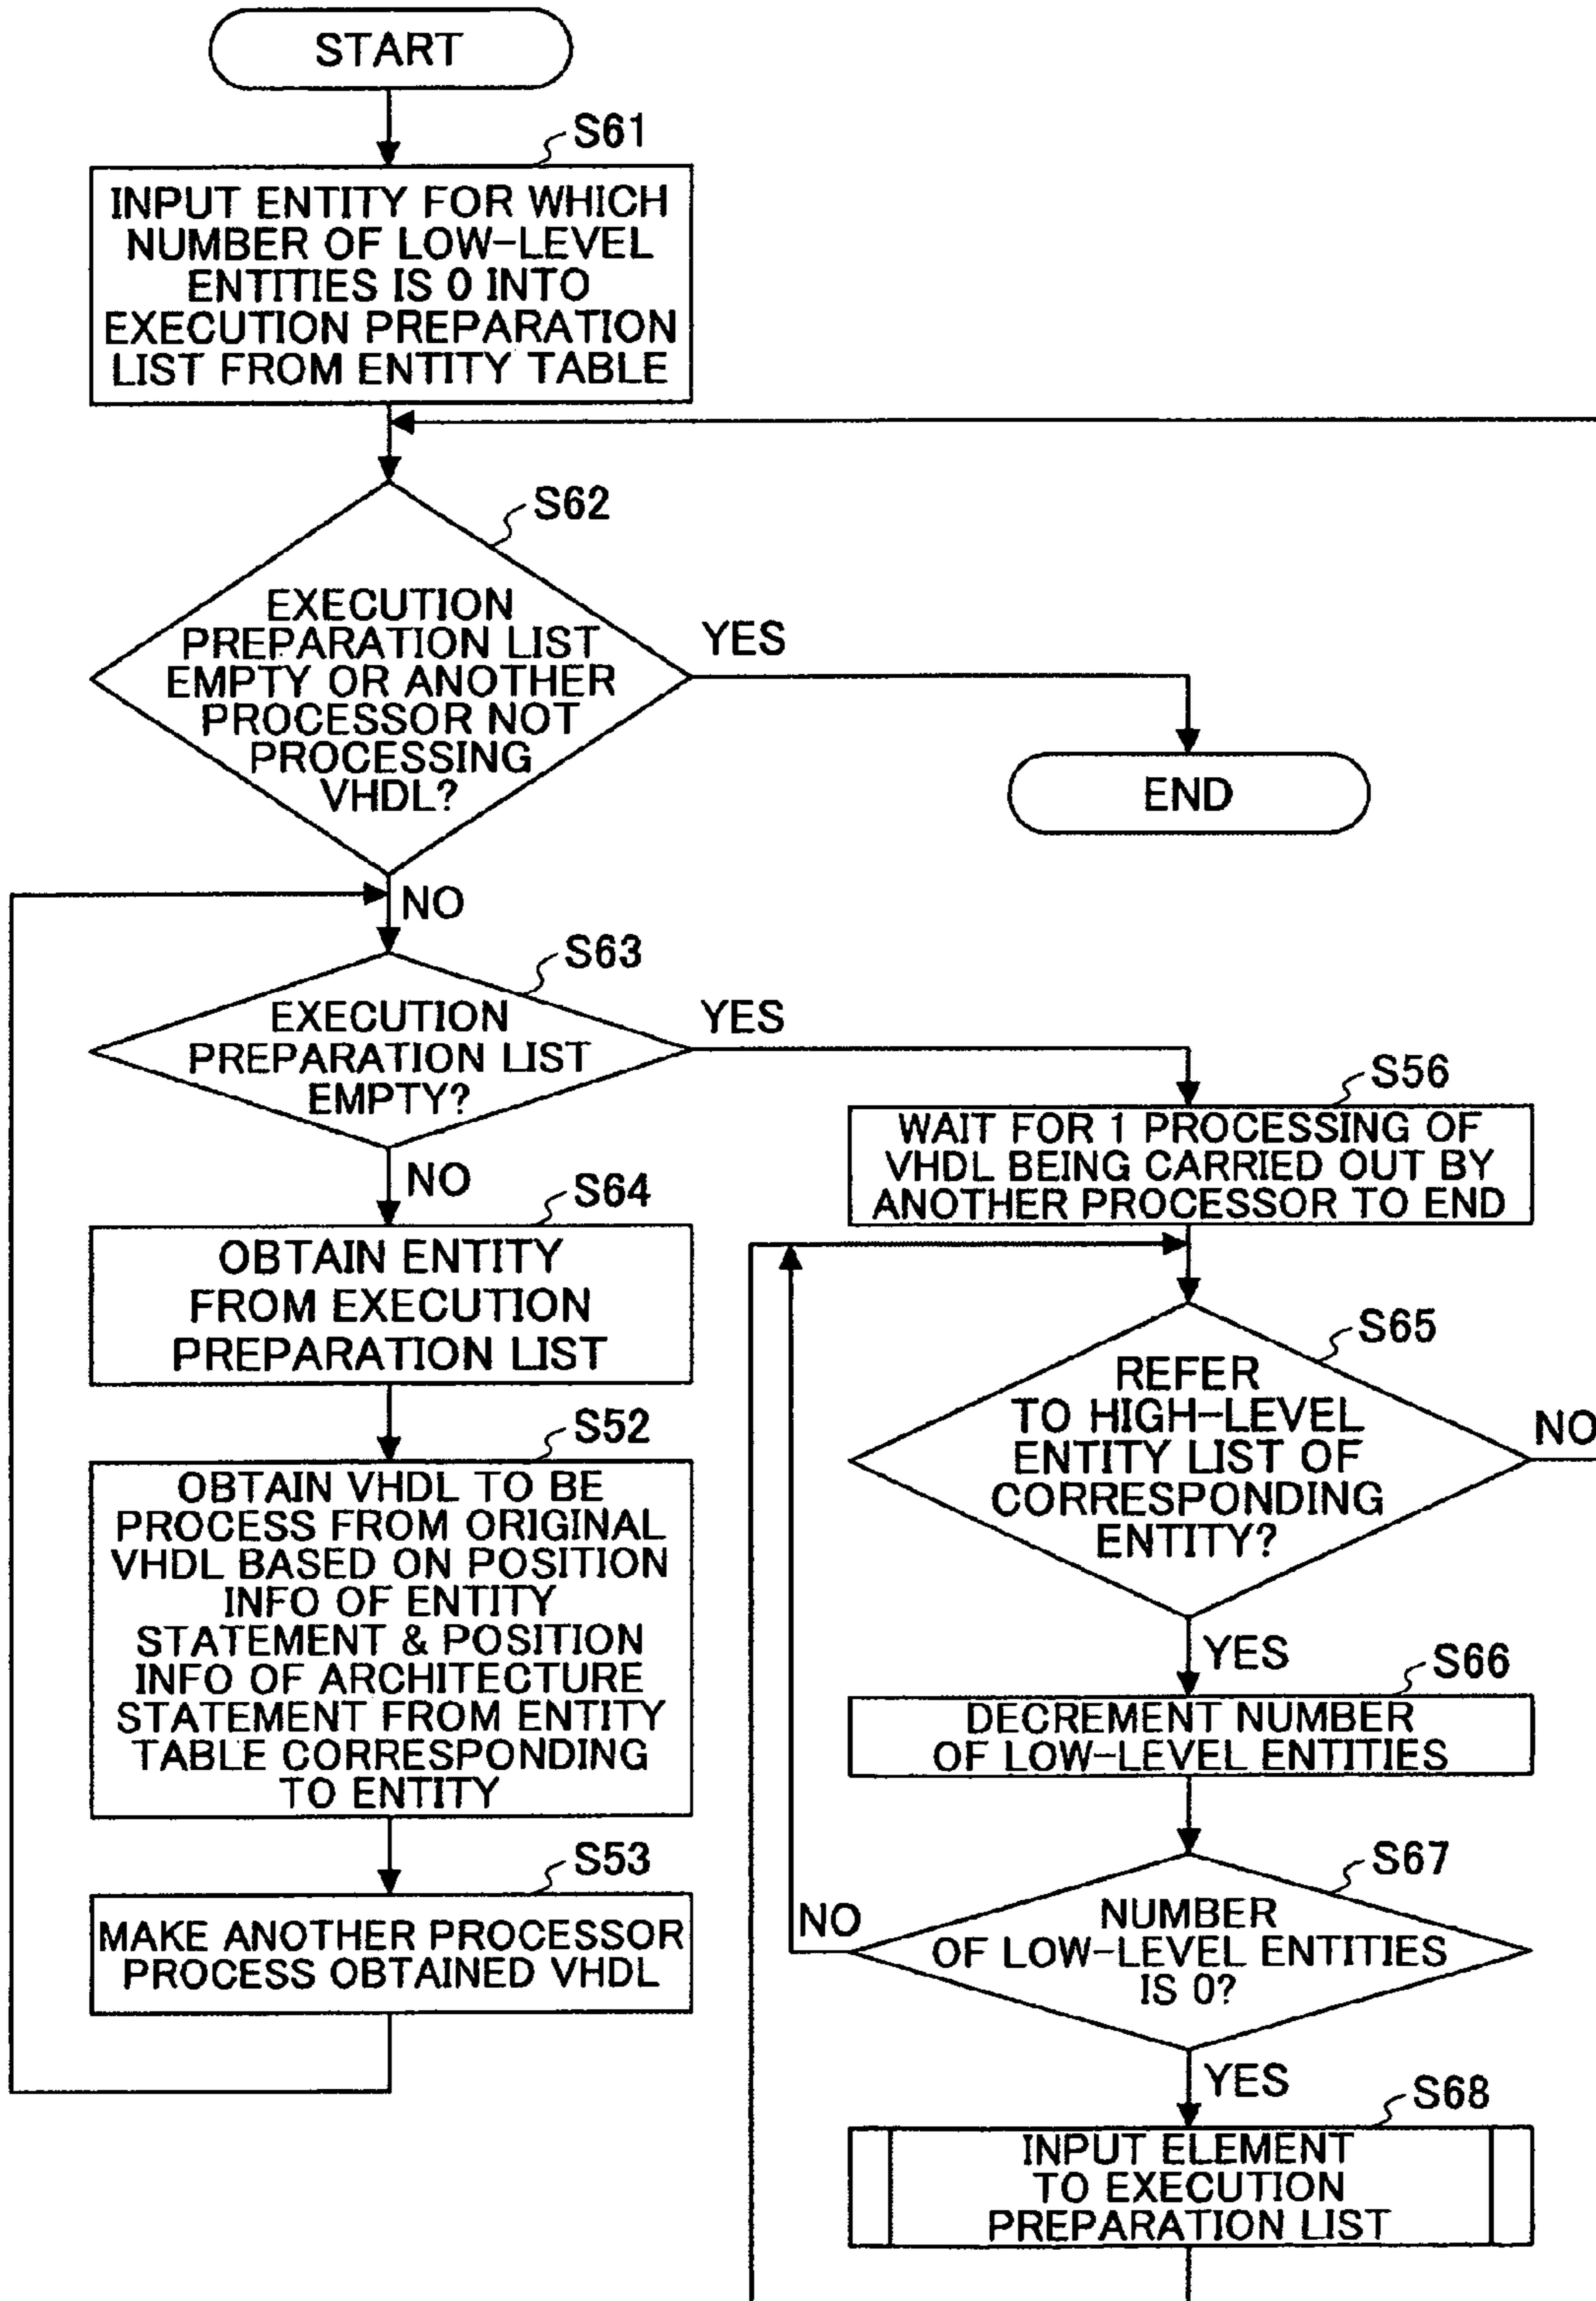 START
S61
INPUT ENTITY FOR WHICH
NUMBER OF LOW-LEVEL
ENTITIES IS 0 INTO
EXECUTION PREPARATION
LIST FROM ENTITY TABLE
S62
EXECUTION
PREPARATION LIST
EMPTY OR ANOTHER
PROCESSOR NOT
PROCESSING
VHDL?
YES
END
NO
S63
EXECUTION
PREPARATION LIST
EMPTY?
YES
NO
S64
OBTAIN ENTITY
FROM EXECUTION
PREPARATION LIST
S52
OBTAIN VHDL TO BE
PROCESS FROM ORIGINAL
VHDL BASED ON POSITION
INFO OF ENTITY
STATEMENT & POSITION
INFO OF ARCHITECTURE
STATEMENT FROM ENTITY
TABLE CORRESPONDING
TO ENTITY
S53
MAKE ANOTHER PROCESSOR
PROCESS OBTAINED VHDL
S56
WAIT FOR 1 PROCESSING OF
VHDL BEING CARRIED OUT BY
ANOTHER PROCESSOR TO END
S65
REFER
TO HIGH-LEVEL
ENTITY LIST OF
CORRESPONDING
ENTITY?
NO
YES
S66
DECREMENT NUMBER
OF LOW-LEVEL ENTITIES
S67
NUMBER
OF LOW-LEVEL ENTITIES
IS 0?
NO
YES
S68
INPUT ELEMENT
TO EXECUTION
PREPARATION LIST